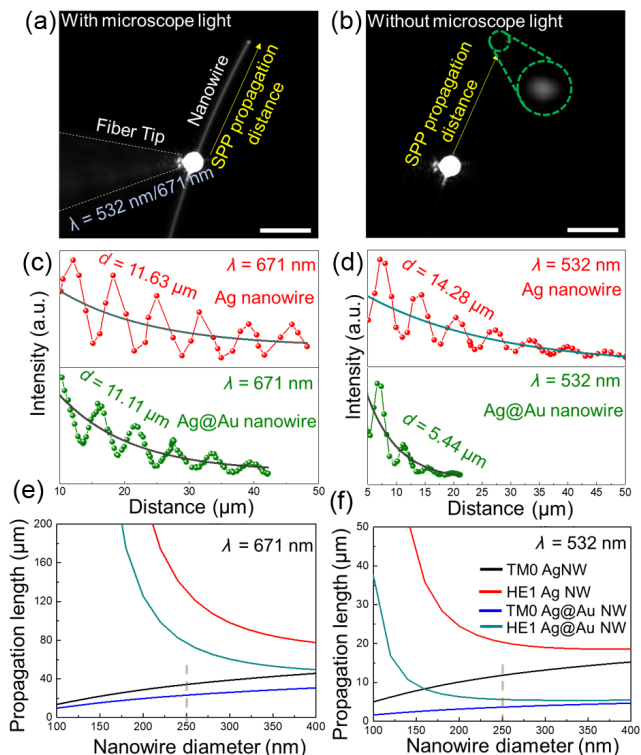 (a) With microscope light
Nanowire
SPP propagation
distance
Fiber Tip
λ = 532 nm/671 nm
(b) Without microscope light
SPP propagation
distance
(c)
d = 11.63 μm
λ = 671 nm
Ag nanowire
d = 11.11 μm
λ = 671 nm
Ag@Au nanowire
Intensity (a.u.)
10 20 30 40 50
Distance (μm)
(d)
d = 14.28 μm
λ = 532 nm
Ag nanowire
λ = 532 nm
Ag@Au nanowire
d = 5.44 μm
Intensity (a.u.)
5 10 15 20 25 30 35 40 45 50
Distance (μm)
(e)
λ = 671 nm
Propagation length (μm)
200
160
120
80
40
0
100 150 200 250 300 350 400
Nanowire diameter (nm)
(f)
λ = 532 nm
TM0 AgNW
HE1 Ag NW
TM0 Ag@Au NW
HE1 Ag@Au NW
Propagation length (μm)
50
40
30
20
10
0
100 150 200 250 300 350 400
Nanowire diameter (nm)